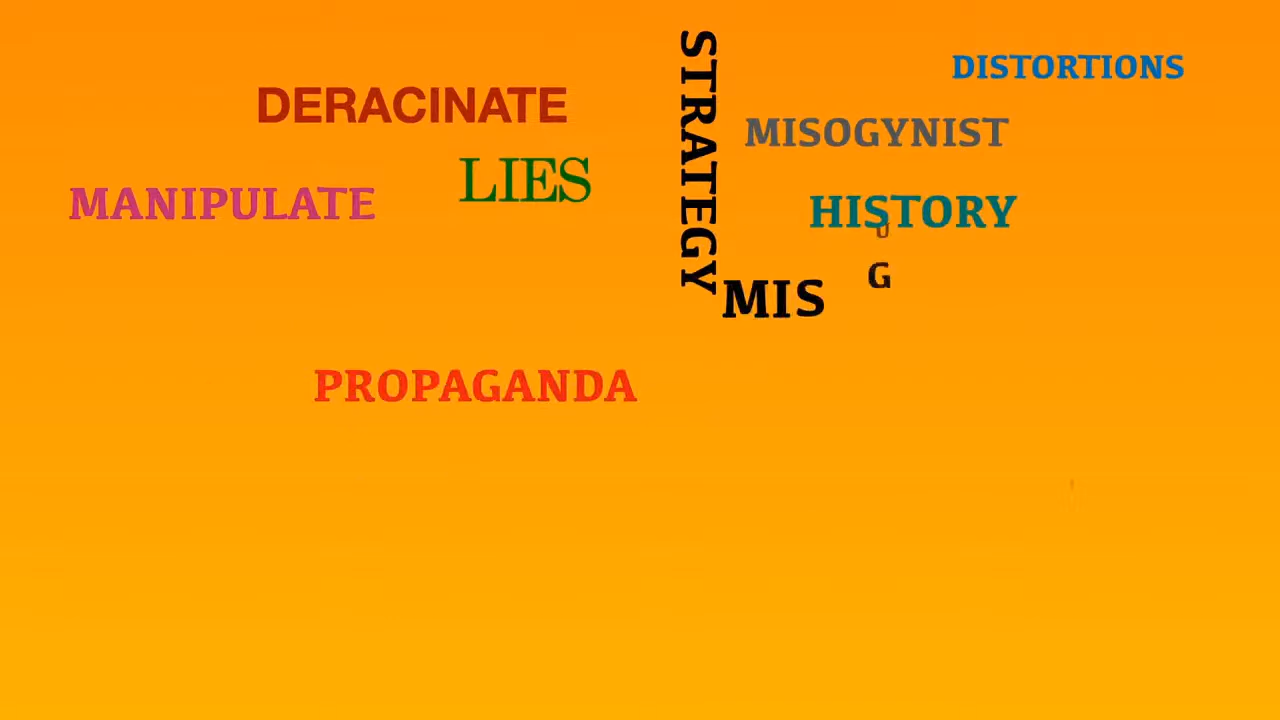 DISTORTIONS
DERACINATE
STRATEGY
MISOGYNIST
LIES
MANIPULATE
HISTORY
U
G
MIS
PROPAGANDA